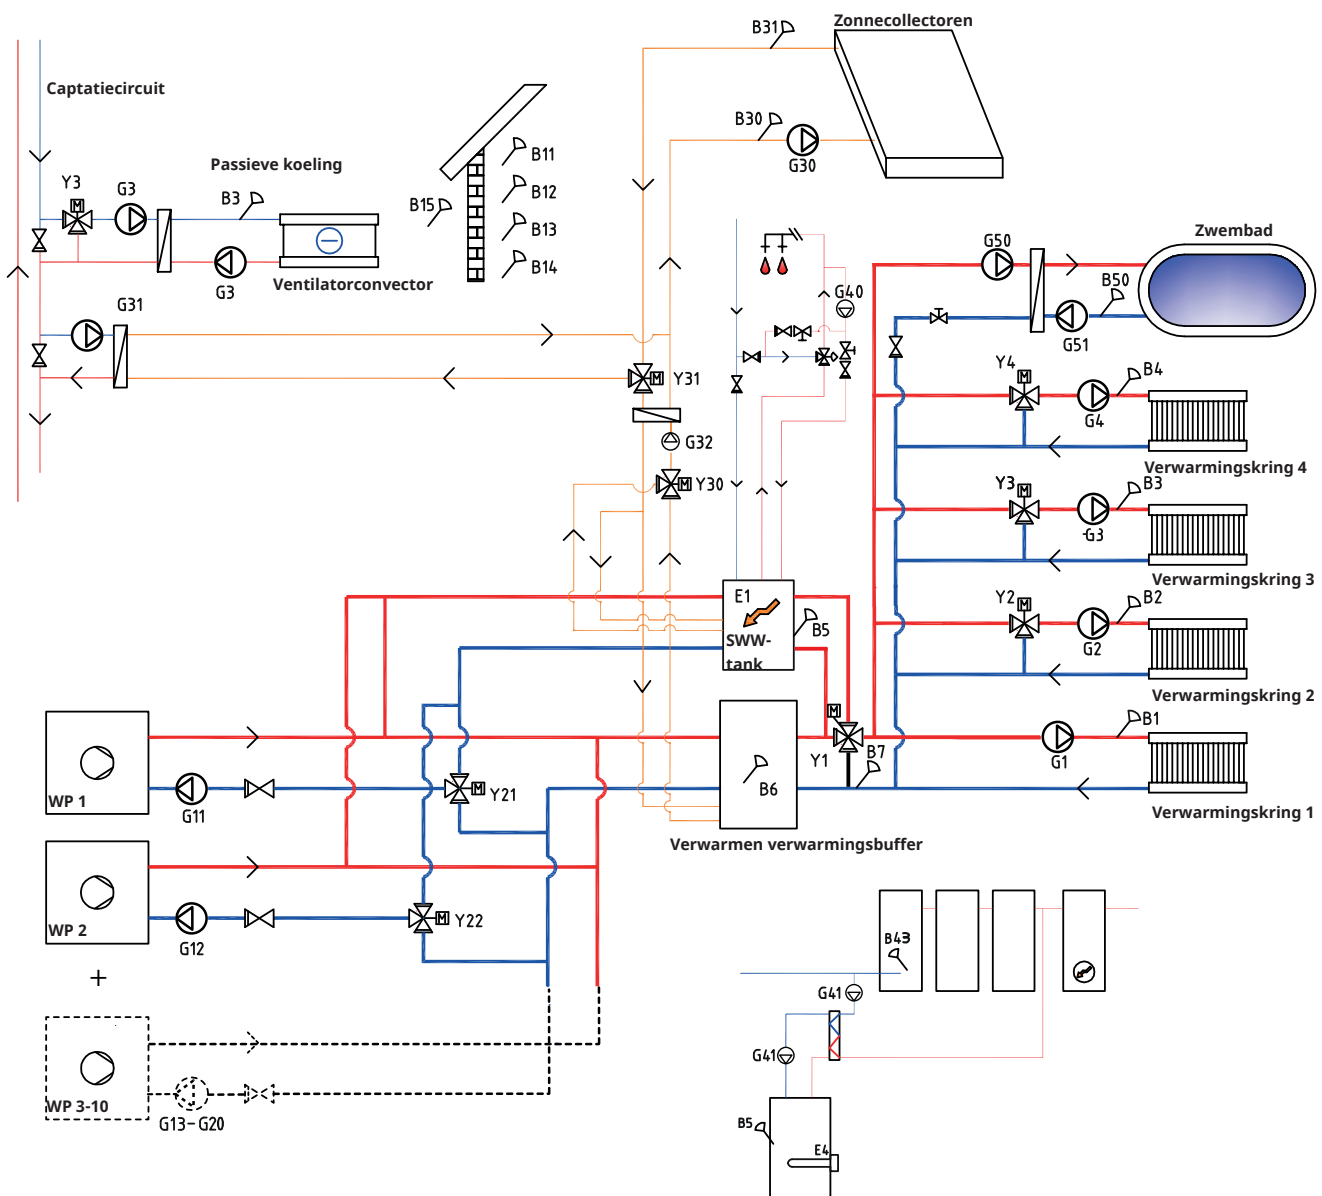 Zonnecollectoren
B31
Captatiecircuit
B30
G30
Passieve koeling
B11
B12
B13
B14
B15
Y3
G3
B3
G3
Ventilatorconvector
Zwembad
G50
B50
G51
G40
G31
Y31
G32
Y30
Y4
B4
G4
Verwarmingskring 4
Y3
B3
G3
Verwarmingskring 3
Y2
B2
G2
Verwarmingskring 2
E1
B5
SWW-
tank
M
Y1
B7
B1
G1
Verwarmingskring 1
B6
Verwarmen verwarmingsbuffer
WP 1
G11
Y21
WP 2
G12
Y22
+
WP 3-10
G13-G20
B43
G41
G41
B5
E4